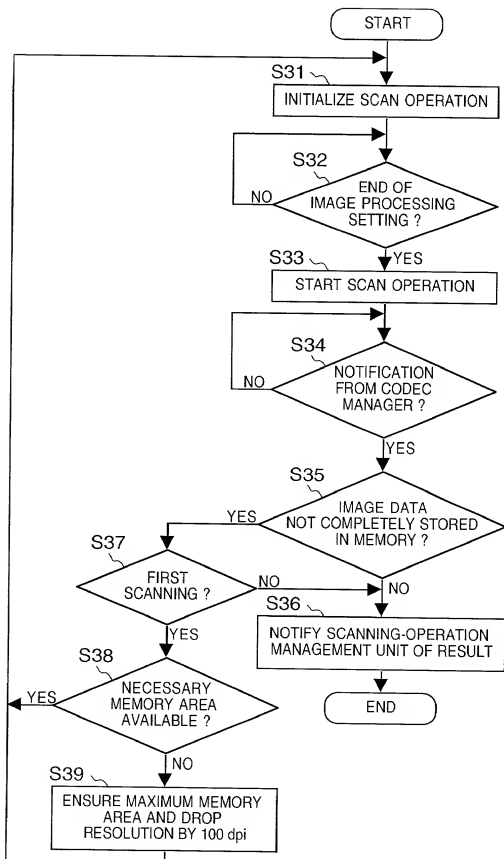 START
S31
INITIALIZE SCAN OPERATION
S32
END OF
IMAGE PROCESSING
SETTING ?
NO
YES
S33
START SCAN OPERATION
S34
NOTIFICATION
FROM CODEC
MANAGER ?
NO
YES
S35
IMAGE DATA
NOT COMPLETELY STORED
IN MEMORY ?
YES
NO
S37
FIRST
SCANNING ?
NO
YES
S36
NOTIFY SCANNING-OPERATION
MANAGEMENT UNIT OF RESULT
END
S38
NECESSARY
MEMORY AREA
AVAILABLE ?
YES
NO
S39
ENSURE MAXIMUM MEMORY
AREA AND DROP
RESOLUTION BY 100 dpi